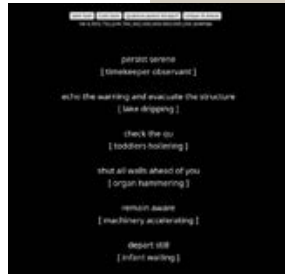 persist serene
[ timekeeper observant ]
echo the warning and evacuate the structure
[ lake dripping ]
check the
[ toddlers hollering ]
shut all walls ahead of you
[ organ hammering ]
remain aware
[ machinery accelerating ]
depart still
[ infant wailing ]